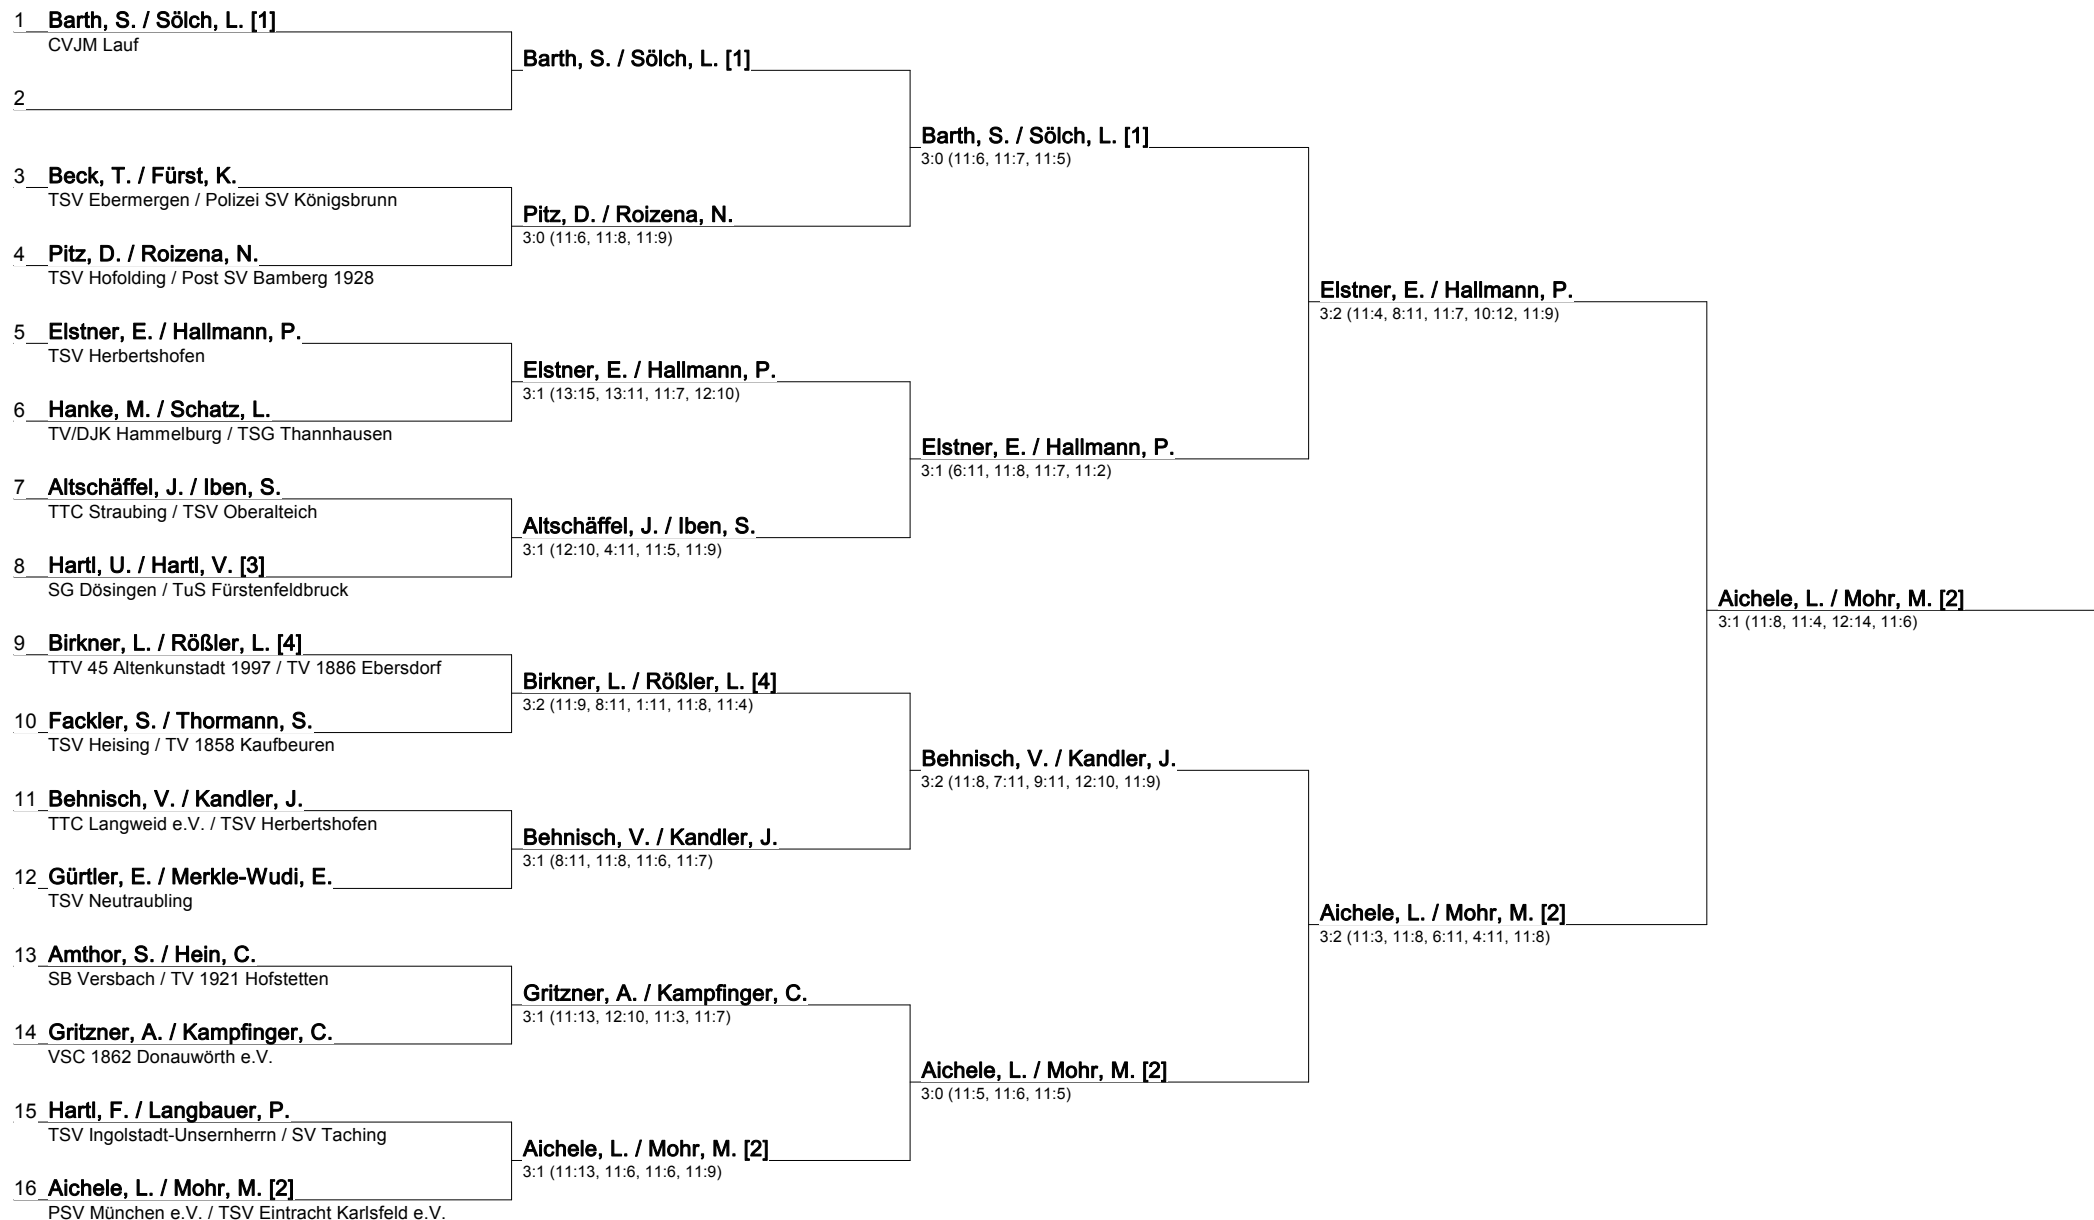 1 Barth, S. / Sölch, L. [1]
CVJM Lauf
2
3 Beck, T. / Fürst, K.
TSV Ebermergen / Polizei SV Königsbrunn
4 Pitz, D. / Roizena, N.
TSV Hofolding / Post SV Bamberg 1928
5 Elstner, E. / Hallmann, P.
TSV Herbertshofen
6 Hanke, M. / Schatz, L.
TV/DJK Hammelburg / TSG Thannhausen
7 Altschäffel, J. / Iben, S.
TTC Straubing / TSV Oberalteich
8 Hartl, U. / Hartl, V. [3]
SG Dösingen / TuS Fürstenfeldbruck
9 Birkner, L. / Rößler, L. [4]
TTV 45 Altenkunstadt 1997 / TV 1886 Ebersdorf
10 Fackler, S. / Thormann, S.
TSV Heising / TV 1858 Kaufbeuren
11 Behnisch, V. / Kandler, J.
TTC Langweid e.V. / TSV Herbertshofen
12 Gürtler, E. / Merkle-Wudi, E.
TSV Neutraubling
13 Amthor, S. / Hein, C.
SB Versbach / TV 1921 Hofstetten
14 Gritzner, A. / Kampfinger, C.
VSC 1862 Donauwörth e.V.
15 Hartl, F. / Langbauer, P.
TSV Ingolstadt-Unsernherrn / SV Taching
16 Aichele, L. / Mohr, M. [2]
PSV München e.V. / TSV Eintracht Karlsfeld e.V.
Barth, S. / Sölch, L. [1]
Pitz, D. / Roizena, N.
3:0 (11:6, 11:8, 11:9)
Elstner, E. / Hallmann, P.
3:1 (13:15, 13:11, 11:7, 12:10)
Altschäffel, J. / Iben, S.
3:1 (12:10, 4:11, 11:5, 11:9)
Birkner, L. / Rößler, L. [4]
3:2 (11:9, 8:11, 1:11, 11:8, 11:4)
Behnisch, V. / Kandler, J.
3:1 (8:11, 11:8, 11:6, 11:7)
Gritzner, A. / Kampfinger, C.
3:1 (11:13, 12:10, 11:3, 11:7)
Aichele, L. / Mohr, M. [2]
3:1 (11:13, 11:6, 11:6, 11:9)
Barth, S. / Sölch, L. [1]
3:0 (11:6, 11:7, 11:5)
Elstner, E. / Hallmann, P.
3:1 (6:11, 11:8, 11:7, 11:2)
Behnisch, V. / Kandler, J.
3:2 (11:8, 7:11, 9:11, 12:10, 11:9)
Aichele, L. / Mohr, M. [2]
3:0 (11:5, 11:6, 11:5)
Elstner, E. / Hallmann, P.
3:2 (11:4, 8:11, 11:7, 10:12, 11:9)
Aichele, L. / Mohr, M. [2]
3:2 (11:3, 11:8, 6:11, 4:11, 11:8)
Aichele, L. / Mohr, M. [2]
3:1 (11:8, 11:4, 12:14, 11:6)